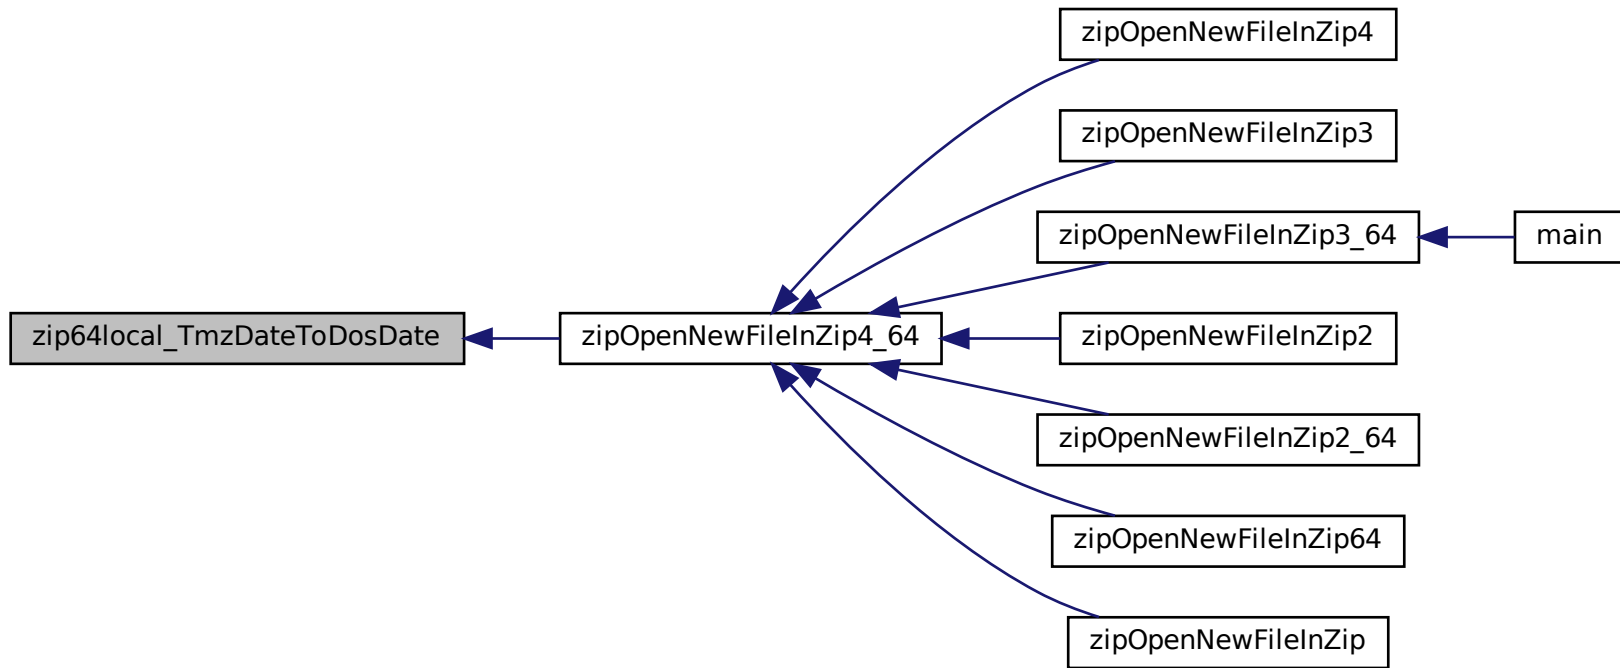 zipOpenNewFileInZip4
zipOpenNewFileInZip3
zipOpenNewFileInZip3_64
main
zip64local_TmzDateToDosDate
zipOpenNewFileInZip4_64
zipOpenNewFileInZip2
zipOpenNewFileInZip2_64
zipOpenNewFileInZip64
zipOpenNewFileInZip